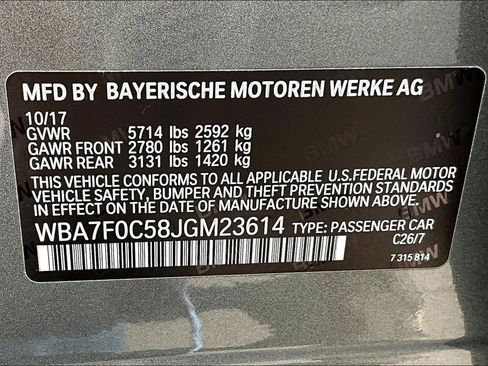 MFD BY BAYERISCHE MOTOREN WERKE AG
10/17
GVWR 5714 lbs 2592 kg
GAWR FRONT 2780 lbs 1261 kg
GAWR REAR 3131 lbs 1420 kg
THIS VEHICLE CONFORMS TO ALL APPLICABLE U.S.FEDERAL MOTOR
VEHICLE SAFETY, BUMPER AND THEFT PREVENTION STANDARDS
IN EFFECT ON THE DATE OF MANUFACTURE SHOWN ABOVE.
WBA7F0C58JGM23614 TYPE: PASSENGER CAR
C26/7
7 315 814